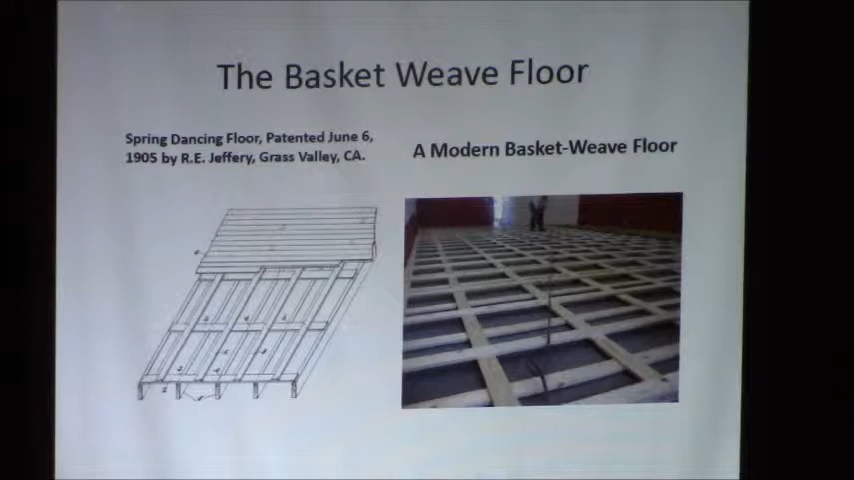 The Basket Weave Floor
Spring Dancing Floor, Patented June 6,
1905 by R.E. Jeffery, Grass Valley, CA.
A Modern Basket-Weave Floor